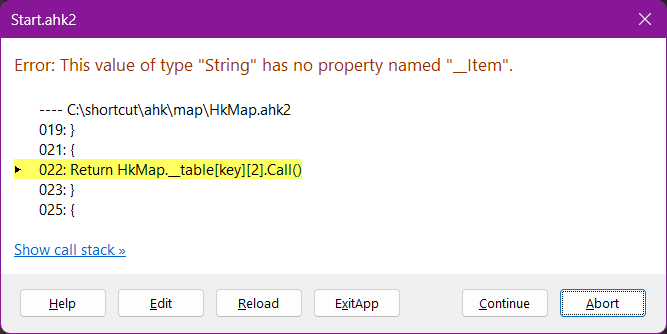 Start.ahk2
Error: This value of type "String" has no property named "__Item".
---- C:\shortcut\ahk\map\HkMap.ahk2
019: }
021: {
022: Return HkMap.__table[key][2].Call()
023: }
025: {
Show call stack »
Help Edit Reload ExitApp Continue Abort